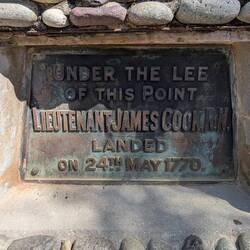 UNDER THE LEE
OF THIS POINT
LIEUTENANT JAMES COOK R.N.
LANDED
ON 24TH MAY 1770.